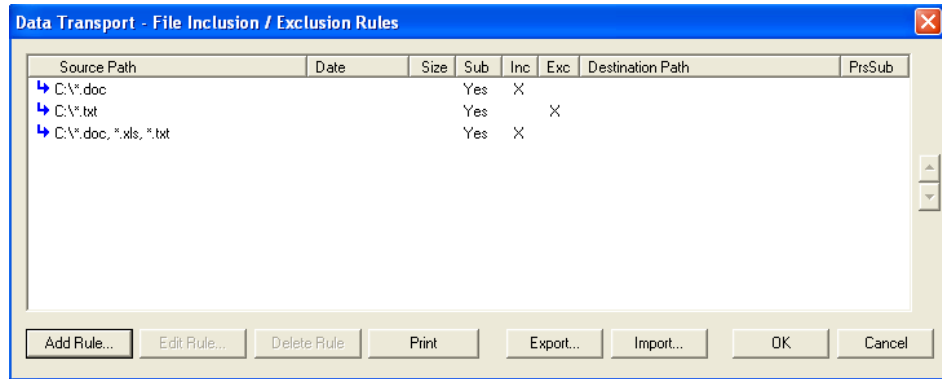 Data Transport - File Inclusion / Exclusion Rules
Source Path Date Size Sub Inc Exc Destination Path PrsSub
C:\*.doc Yes X
C:\*.txt Yes X
C:\*.doc, *.xls, *.txt Yes X
Add Rule... Edit Rule... Delete Rule Print Export... Import... OK Cancel